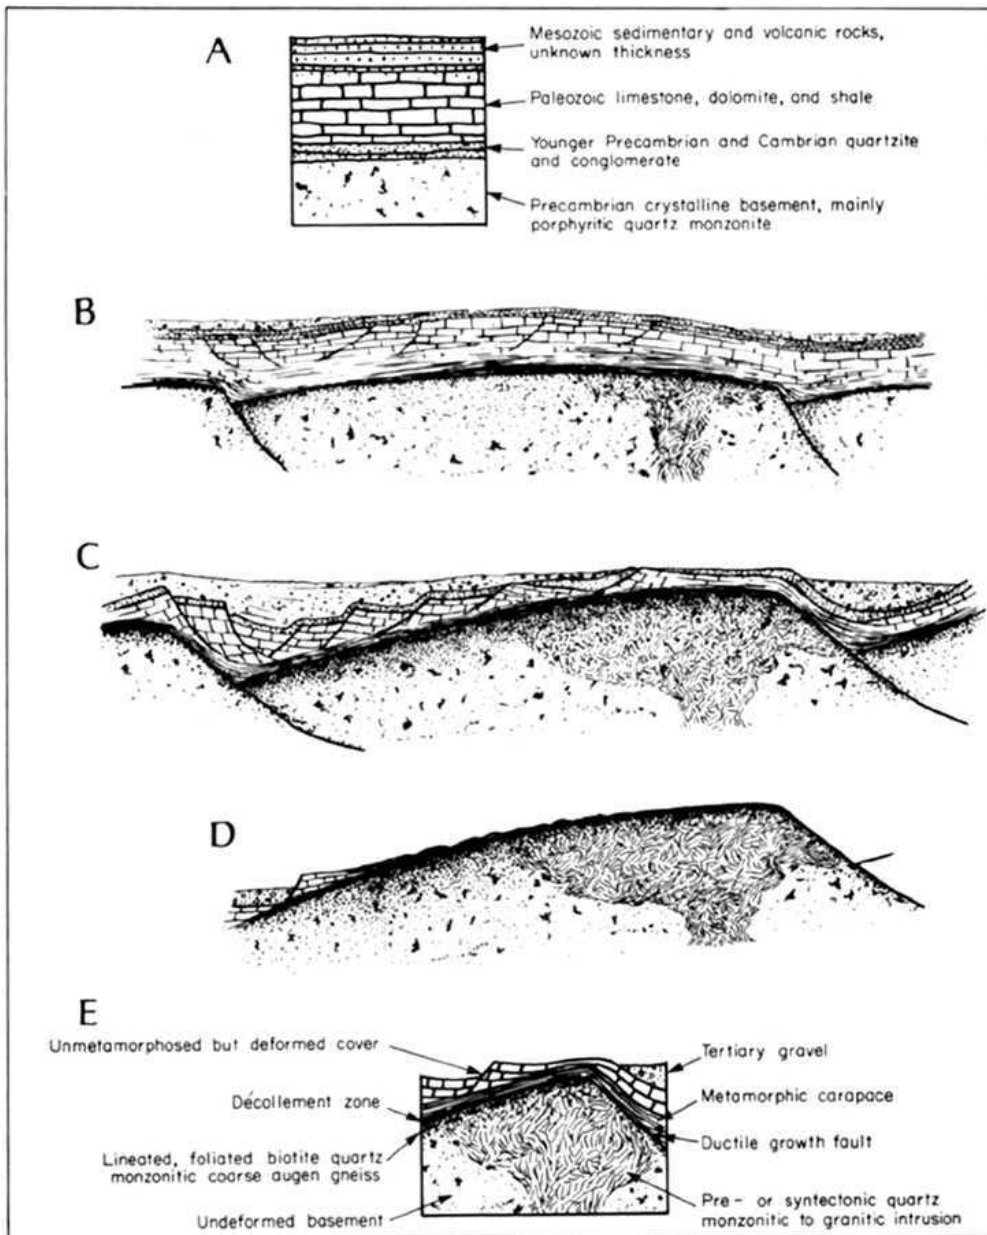 A
Mesozoic sedimentary and volcanic rocks,
unknown thickness
Paleozoic limestone, dolomite, and shale
Younger Precambrian and Cambrian quartzite
and conglomerate
Precambrian crystalline basement, mainly
porphyritic quartz monzonite
B
C
D
E
Unmetamorphosed but deformed cover
Décollement zone
Lineated, foliated biotite quartz
monzonitic coarse augen gneiss
Undeformed basement
Tertiary gravel
Metamorphic carapace
Ductile growth fault
Pre- or syntectonic quartz
monzonitic to granitic intrusion